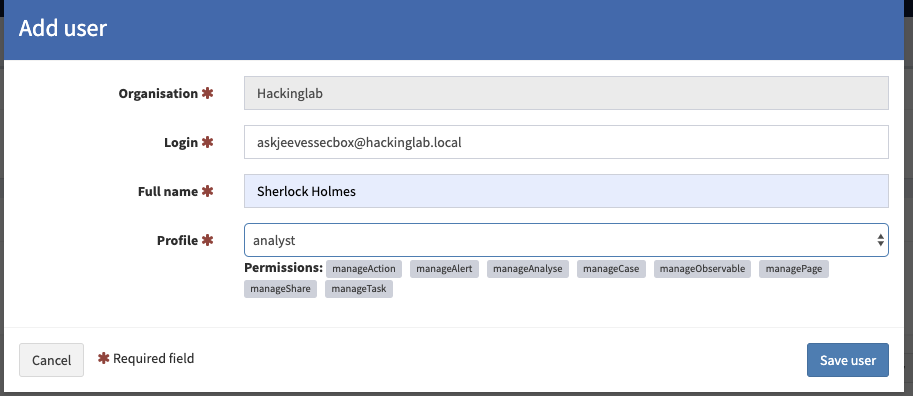 Add user
Organisation ✱ Hackinglab
Login ✱ askjeevessecbox@hackinglab.local
Full name ✱ Sherlock Holmes
Profile ✱ analyst
Permissions: manageAction manageAlert manageAnalyse manageCase manageObservable managePage
manageShare manageTask
Cancel ✱ Required field Save user